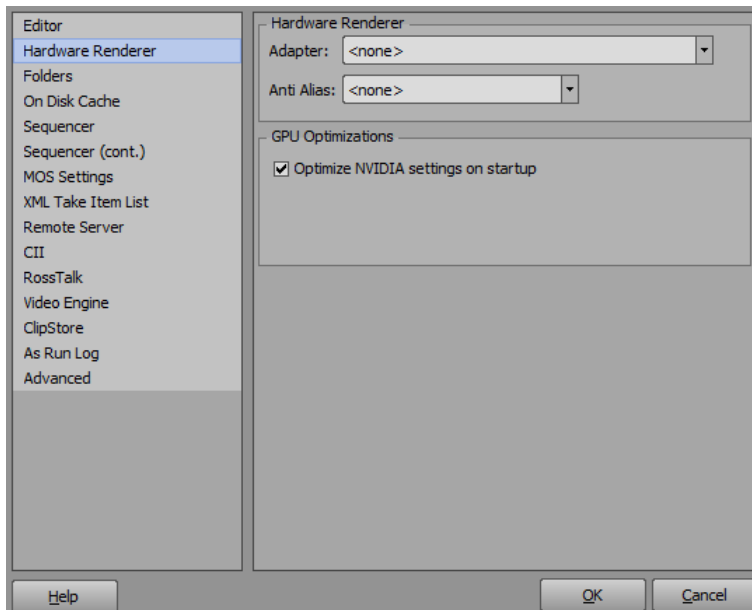 Editor
Hardware Renderer
Folders
On Disk Cache
Sequencer
Sequencer (cont.)
MOS Settings
XML Take Item List
Remote Server
CII
RossTalk
Video Engine
ClipStore
As Run Log
Advanced
Hardware Renderer
Adapter: <none>
Anti Alias: <none>
GPU Optimizations
Optimize NVIDIA settings on startup
Help OK Cancel